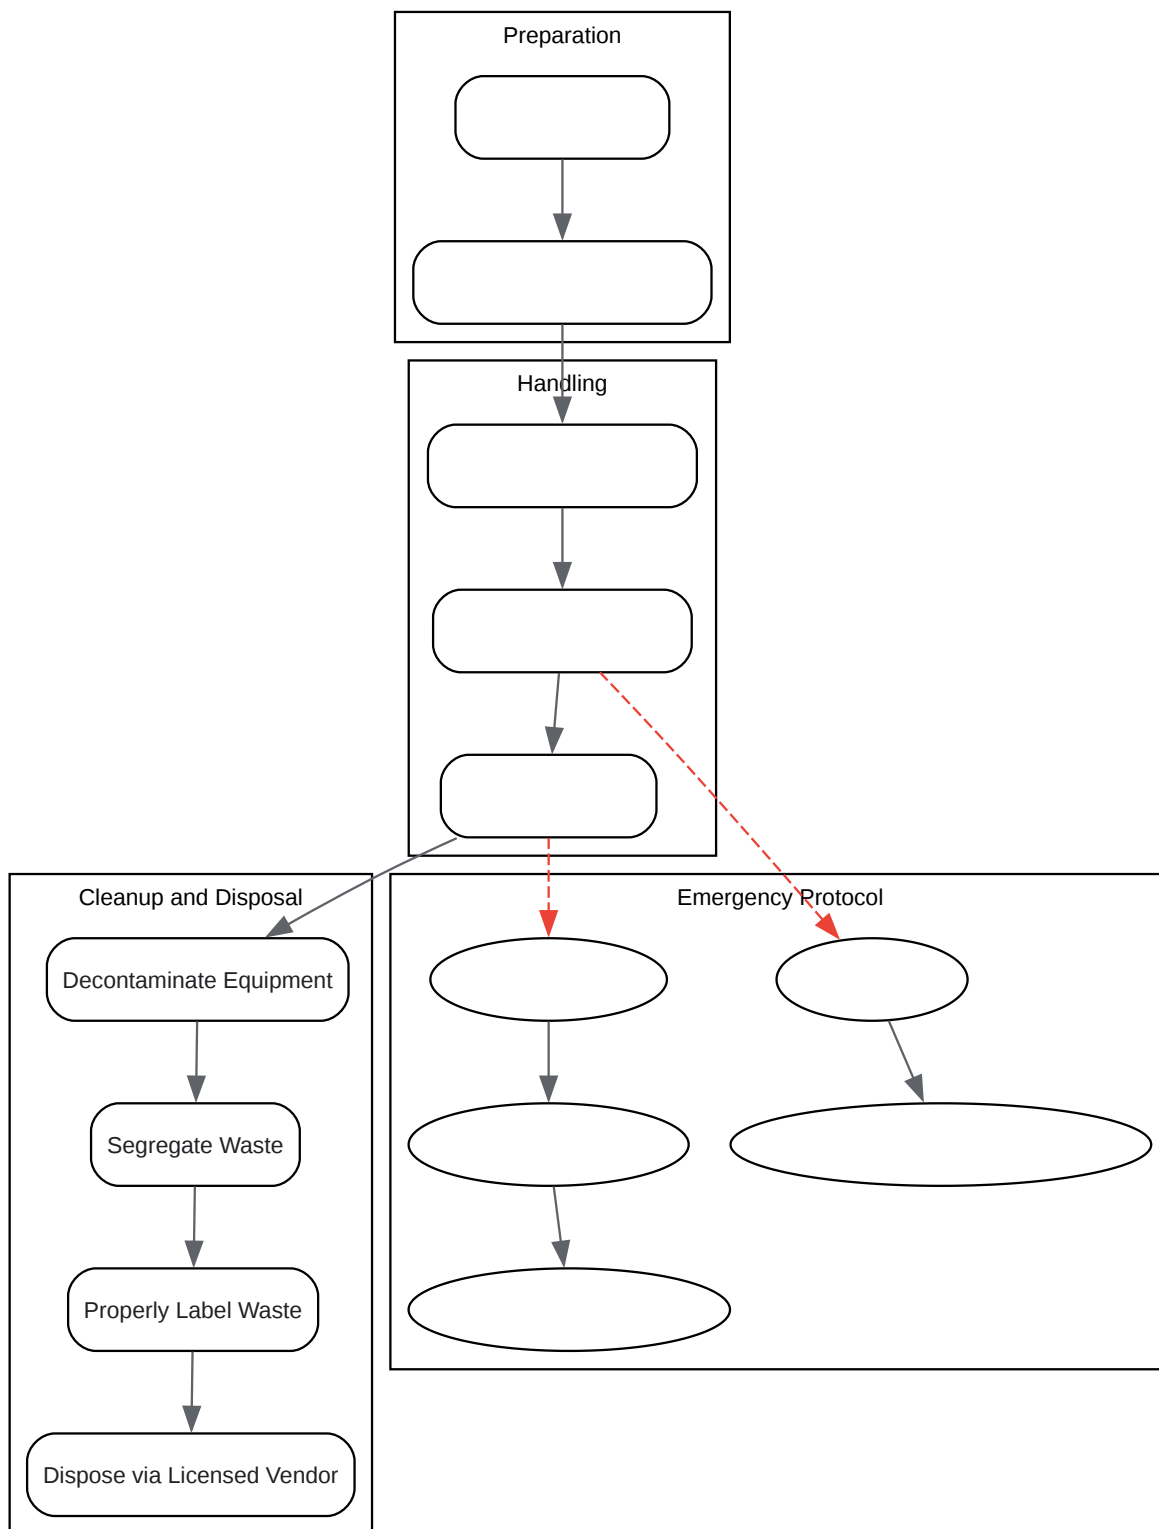 Preparation
Handling
Cleanup and Disposal
Emergency Protocol
Decontaminate Equipment
Segregate Waste
Properly Label Waste
Dispose via Licensed Vendor